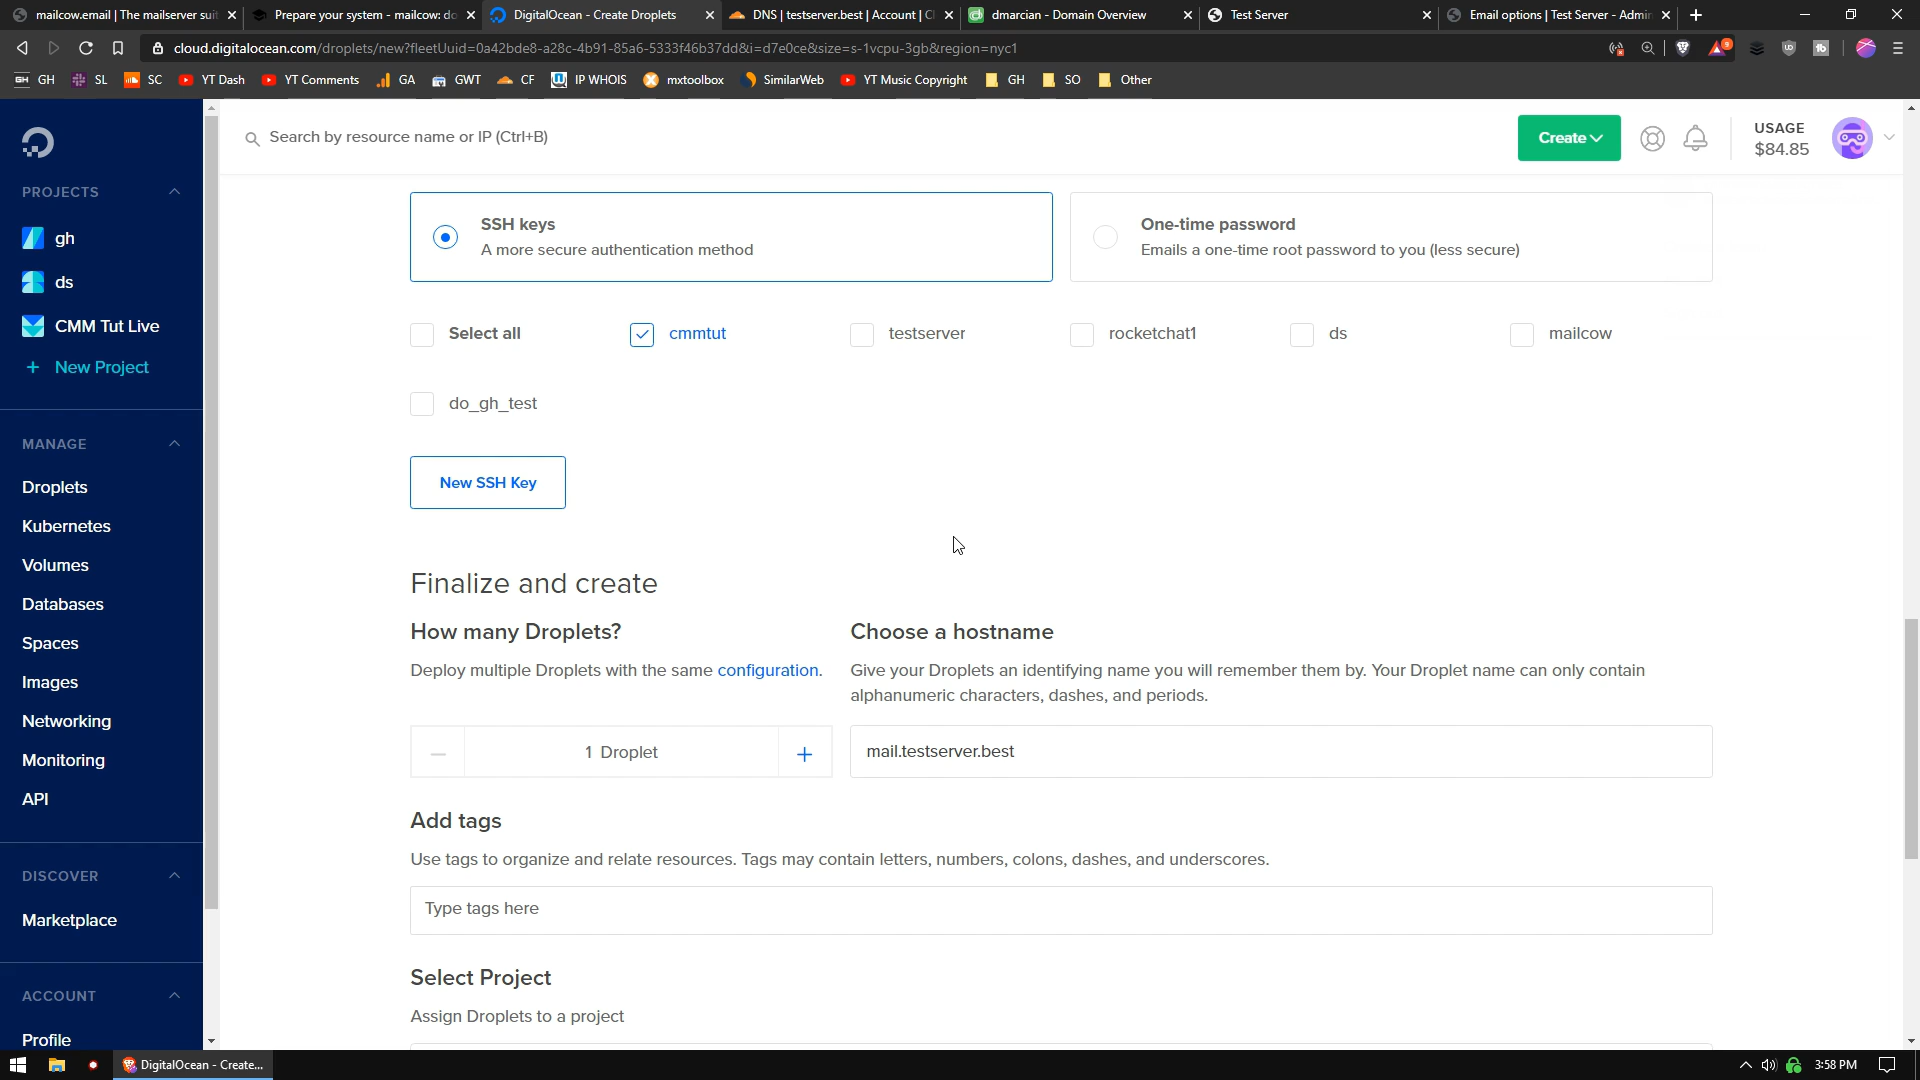 mailcow.email | The mailserver sui
Prepare your system - mailcow: do
DigitalOcean - Create Droplets
DNS | testserver.best | Account | C
dmarcian - Domain Overview
Test Server
Email options | Test Server - Admin
cloud.digitalocean.com/droplets/new?fleetUuid=0a42bde8-a28c-4b91-85a6-5333f46b37dd&i=d7e0ce&size=s-1vcpu-3gb&region=nyc1
9
GH
SL
SC
YT Dash
YT Comments
GA
GWT
CF
IP WHOIS
mxtoolbox
SimilarWeb
YT Music Copyright
GH
SO
Other
Search by resource name or IP (Ctrl+B)
Create
USAGE
$84.85
PROJECTS
gh
ds
CMM Tut Live
+ New Project
MANAGE
Droplets
Kubernetes
Volumes
Databases
Spaces
Images
Networking
Monitoring
API
DISCOVER
Marketplace
ACCOUNT
Profile
SSH keys
A more secure authentication method
One-time password
Emails a one-time root password to you (less secure)
Select all
cmmtut
testserver
rocketchat1
ds
mailcow
do_gh_test
New SSH Key
Finalize and create
How many Droplets?
Deploy multiple Droplets with the same configuration.
1 Droplet
Choose a hostname
Give your Droplets an identifying name you will remember them by. Your Droplet name can only contain
alphanumeric characters, dashes, and periods.
mail.testserver.best
Add tags
Use tags to organize and relate resources. Tags may contain letters, numbers, colons, dashes, and underscores.
Type tags here
Select Project
Assign Droplets to a project
DigitalOcean - Create...
3:58 PM